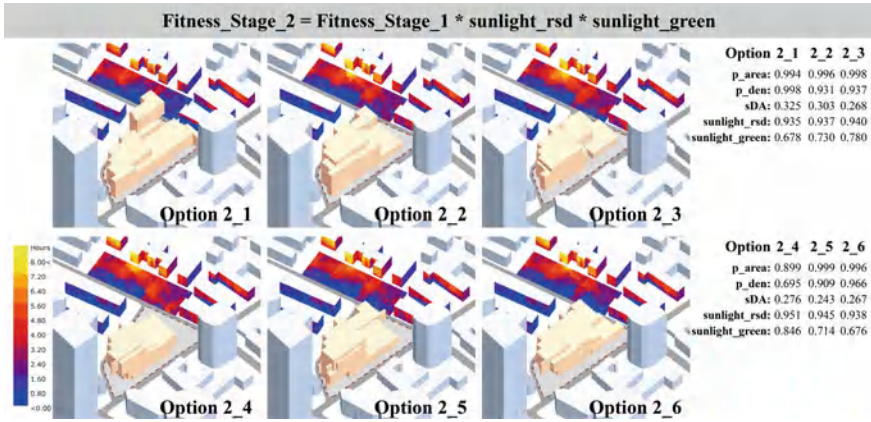 Fitness_Stage_2 = Fitness_Stage_1 * sunlight_rsd * sunlight_green
Option 2_1 2_2 2_3
p_area: 0.994 0.996 0.998
p_den: 0.998 0.931 0.937
sDA: 0.325 0.303 0.268
sunlight_rsd: 0.935 0.937 0.940
sunlight_green: 0.678 0.730 0.780
Option 2_1
Option 2_2
Option 2_3
Hours
8.00<
7.20
6.40
5.60
4.80
4.00
3.20
2.40
1.60
0.80
<0.00
Option 2_4 2_5 2_6
p_area: 0.899 0.999 0.996
p_den: 0.695 0.909 0.966
sDA: 0.276 0.243 0.267
sunlight_rsd: 0.951 0.945 0.938
sunlight_green: 0.846 0.714 0.676
Option 2_4
Option 2_5
Option 2_6